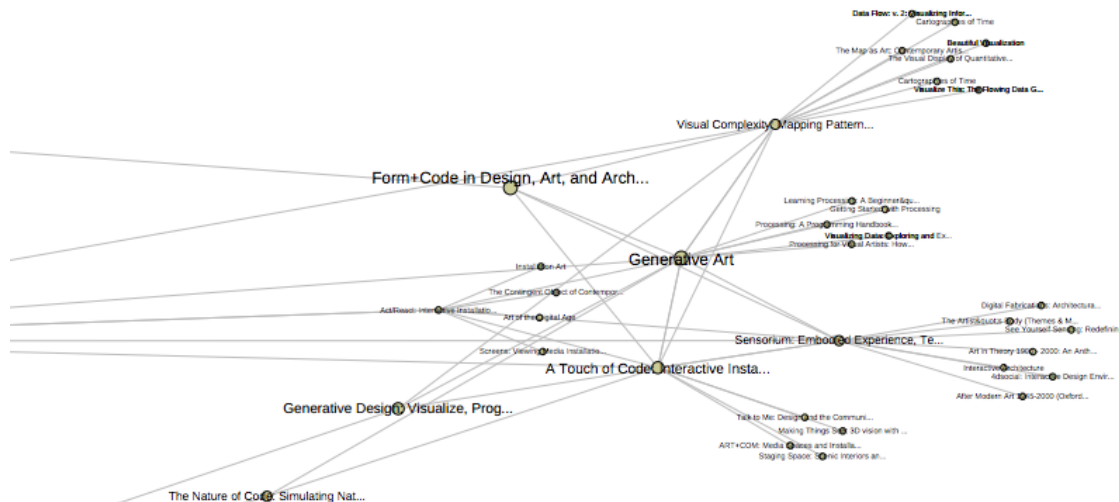 Data Flow: v. 2: Visualizing Infor...
Cartographies of Time
Beautiful Visualization
The Map as Art: Contemporary Artis...
The Visual Display of Quantitative...
Cartographies of Time
Visualize This: The Flowing Data G...
Visual Complexity: Mapping Pattern...
Form+Code in Design, Art, and Arch...
Learning Processing: A Beginner&qu...
Getting Started with Processing
Processing: A Programming Handbook...
Visualizing Data: Exploring and Ex...
Processing for Visual Artists: How...
Generative Art
Installation Art
The Contingent Object of Contempor...
Act/React: Interactive Installatio...
Art of the Digital Age
Digital Fabrications: Architectura...
The Artist&quots Body (Themes & M...
See Yourself Sensing: Redefinin
Sensorium: Embodied Experience, Te...
Screens: Viewing Media Installatio...
Art in Theory 1900 - 2000: An Anth...
A Touch of Code: Interactive Insta...
Interactive Architecture
4dsocial: Interactive Design Envir...
After Modern Art 1945-2000 (Oxford...
Generative Design: Visualize, Prog...
Talk to Me: Design and the Communi...
Making Things See: 3D vision with ...
ART+COM: Media Spaces and Installa...
Staging Space: Scenic Interiors an...
The Nature of Code: Simulating Nat...